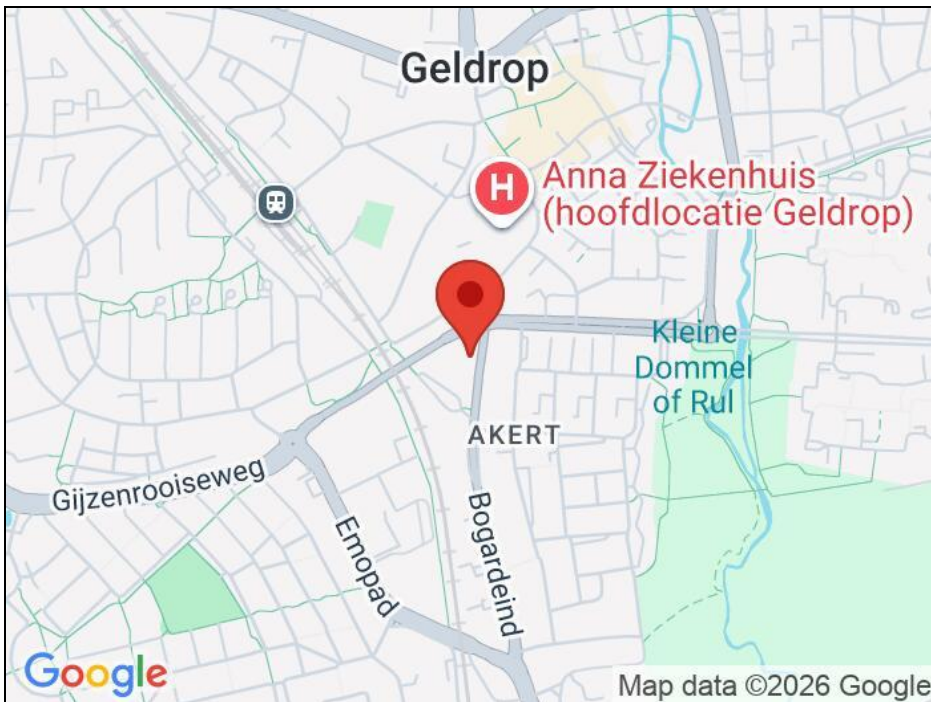 Geldrop
H
Anna Ziekenhuis
(hoofdlocatie Geldrop)
Kleine
Dommel
of Rul
AKERT
Gijzenrooiseweg
Emopad
Bogardeind
Google
Map data ©2026 Google